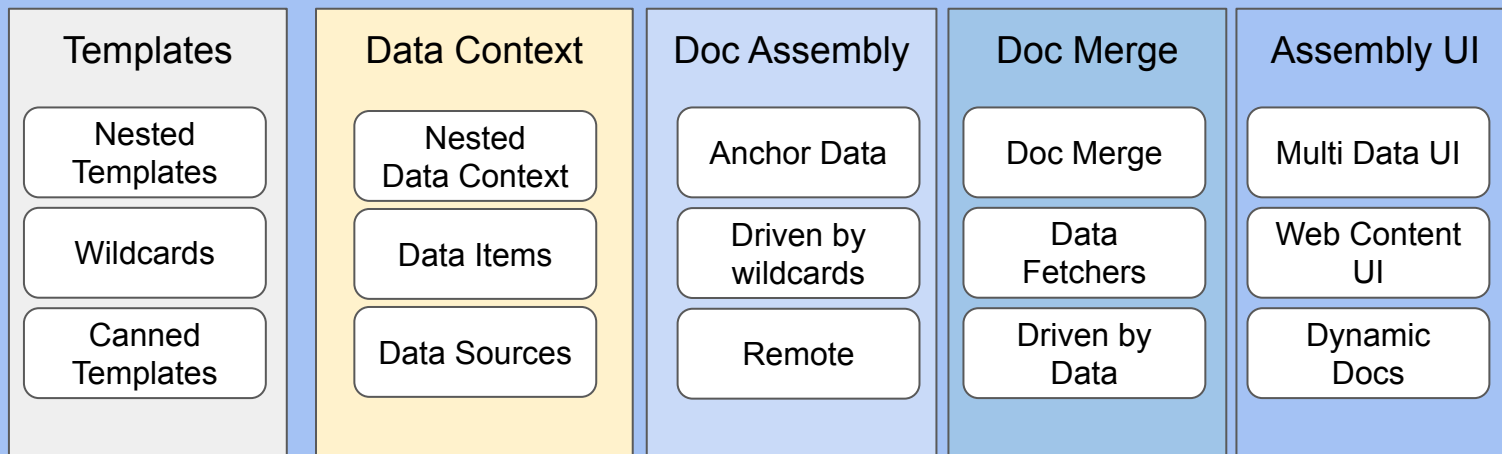 Templates
Nested
Templates
Wildcards
Canned
Templates
Data Context
Nested
Data Context
Data Items
Data Sources
Doc Assembly
Anchor Data
Driven by
wildcards
Remote
Doc Merge
Doc Merge
Data
Fetchers
Driven by
Data
Assembly UI
Multi Data UI
Web Content
UI
Dynamic
Docs